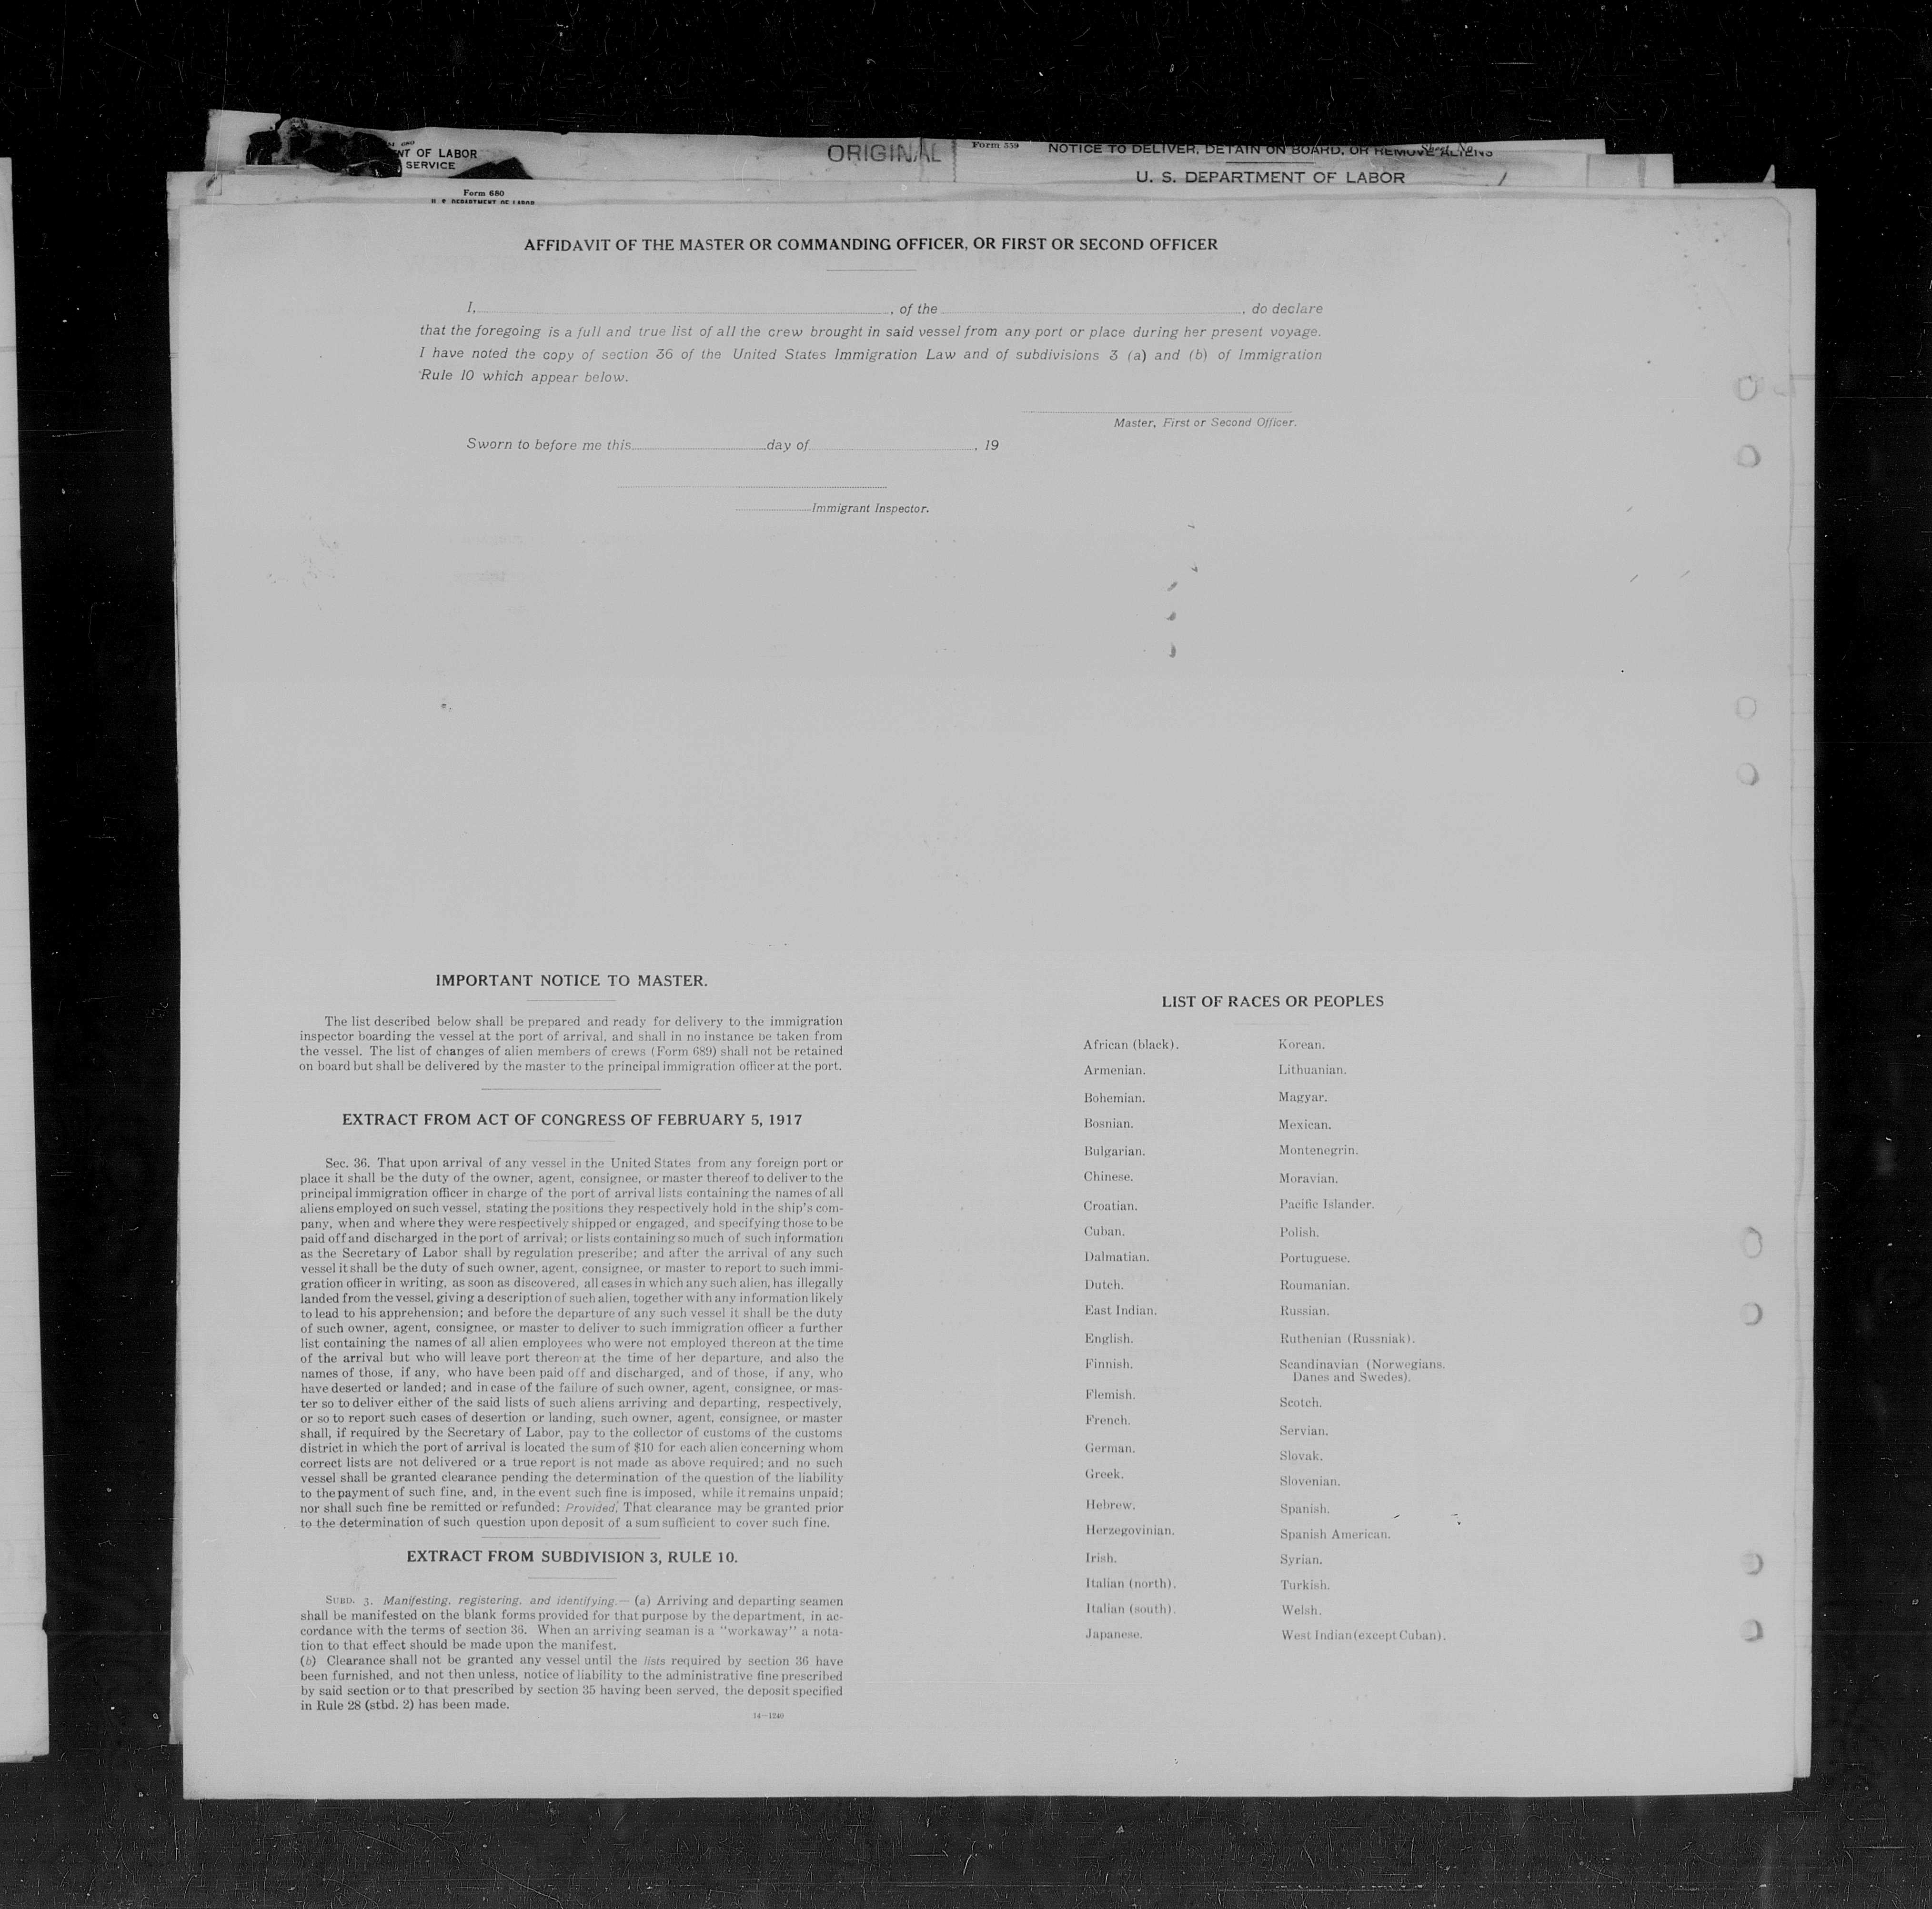 NT OF LABOR
SERVICE
ORIGINAL
Form 559
NOTICE TO DELIVER, DETAIN ON BOARD, OR REMOVE ALIENS
U. S. DEPARTMENT OF LABOR
Form 680
U. S. DEPARTMENT OF LABOR
AFFIDAVIT OF THE MASTER OR COMMANDING OFFICER, OR FIRST OR SECOND OFFICER
I, , of the , do declare
that the foregoing is a full and true list of all the crew brought in said vessel from any port or place during her present voyage.
I have noted the copy of section 36 of the United States Immigration Law and of subdivisions 3 (a) and (b) of Immigration
Rule 10 which appear below.
Master, First or Second Officer.
Sworn to before me this day of , 19
Immigrant Inspector.
IMPORTANT NOTICE TO MASTER.
The list described below shall be prepared and ready for delivery to the immigration
inspector boarding the vessel at the port of arrival, and shall in no instance be taken from
the vessel. The list of changes of alien members of crews (Form 689) shall not be retained
on board but shall be delivered by the master to the principal immigration officer at the port.
EXTRACT FROM ACT OF CONGRESS OF FEBRUARY 5, 1917
Sec. 36. That upon arrival of any vessel in the United States from any foreign port or
place it shall be the duty of the owner, agent, consignee, or master thereof to deliver to the
principal immigration officer in charge of the port of arrival lists containing the names of all
aliens employed on such vessel, stating the positions they respectively hold in the ship's com-
pany, when and where they were respectively shipped or engaged, and specifying those to be
paid off and discharged in the port of arrival; or lists containing so much of such information
as the Secretary of Labor shall by regulation prescribe; and after the arrival of any such
vessel it shall be the duty of such owner, agent, consignee, or master to report to such immi-
gration officer in writing, as soon as discovered, all cases in which any such alien, has illegally
landed from the vessel, giving a description of such alien, together with any information likely
to lead to his apprehension; and before the departure of any such vessel it shall be the duty
of such owner, agent, consignee, or master to deliver to such immigration officer a further
list containing the names of all alien employees who were not employed thereon at the time
of the arrival but who will leave port thereon at the time of her departure, and also the
names of those, if any, who have been paid off and discharged, and of those, if any, who
have deserted or landed; and in case of the failure of such owner, agent, consignee, or mas-
ter so to deliver either of the said lists of such aliens arriving and departing, respectively,
or so to report such cases of desertion or landing, such owner, agent, consignee, or master
shall, if required by the Secretary of Labor, pay to the collector of customs of the customs
district in which the port of arrival is located the sum of $10 for each alien concerning whom
correct lists are not delivered or a true report is not made as above required; and no such
vessel shall be granted clearance pending the determination of the question of the liability
to the payment of such fine, and, in the event such fine is imposed, while it remains unpaid;
nor shall such fine be remitted or refunded: Provided, That clearance may be granted prior
to the determination of such question upon deposit of a sum sufficient to cover such fine.
EXTRACT FROM SUBDIVISION 3, RULE 10.
SUBD. 3. Manifesting, registering, and identifying.— (a) Arriving and departing seamen
shall be manifested on the blank forms provided for that purpose by the department, in ac-
cordance with the terms of section 36. When an arriving seaman is a "workaway" a nota-
tion to that effect should be made upon the manifest.
(b) Clearance shall not be granted any vessel until the lists required by section 36 have
been furnished, and not then unless, notice of liability to the administrative fine prescribed
by said section or to that prescribed by section 35 having been served, the deposit specified
in Rule 28 (stbd. 2) has been made.
14—1240
LIST OF RACES OR PEOPLES
African (black).
Armenian.
Bohemian.
Bosnian.
Bulgarian.
Chinese.
Croatian.
Cuban.
Dalmatian.
Dutch.
East Indian.
English.
Finnish.
Flemish.
French.
German.
Greek.
Hebrew.
Herzegovinian.
Irish.
Italian (north).
Italian (south).
Japanese.
Korean.
Lithuanian.
Magyar.
Mexican.
Montenegrin.
Moravian.
Pacific Islander.
Polish.
Portuguese.
Roumanian.
Russian.
Ruthenian (Russniak).
Scandinavian (Norwegians,
Danes and Swedes).
Scotch.
Servian.
Slovak.
Slovenian.
Spanish.
Spanish American.
Syrian.
Turkish.
Welsh.
West Indian (except Cuban).